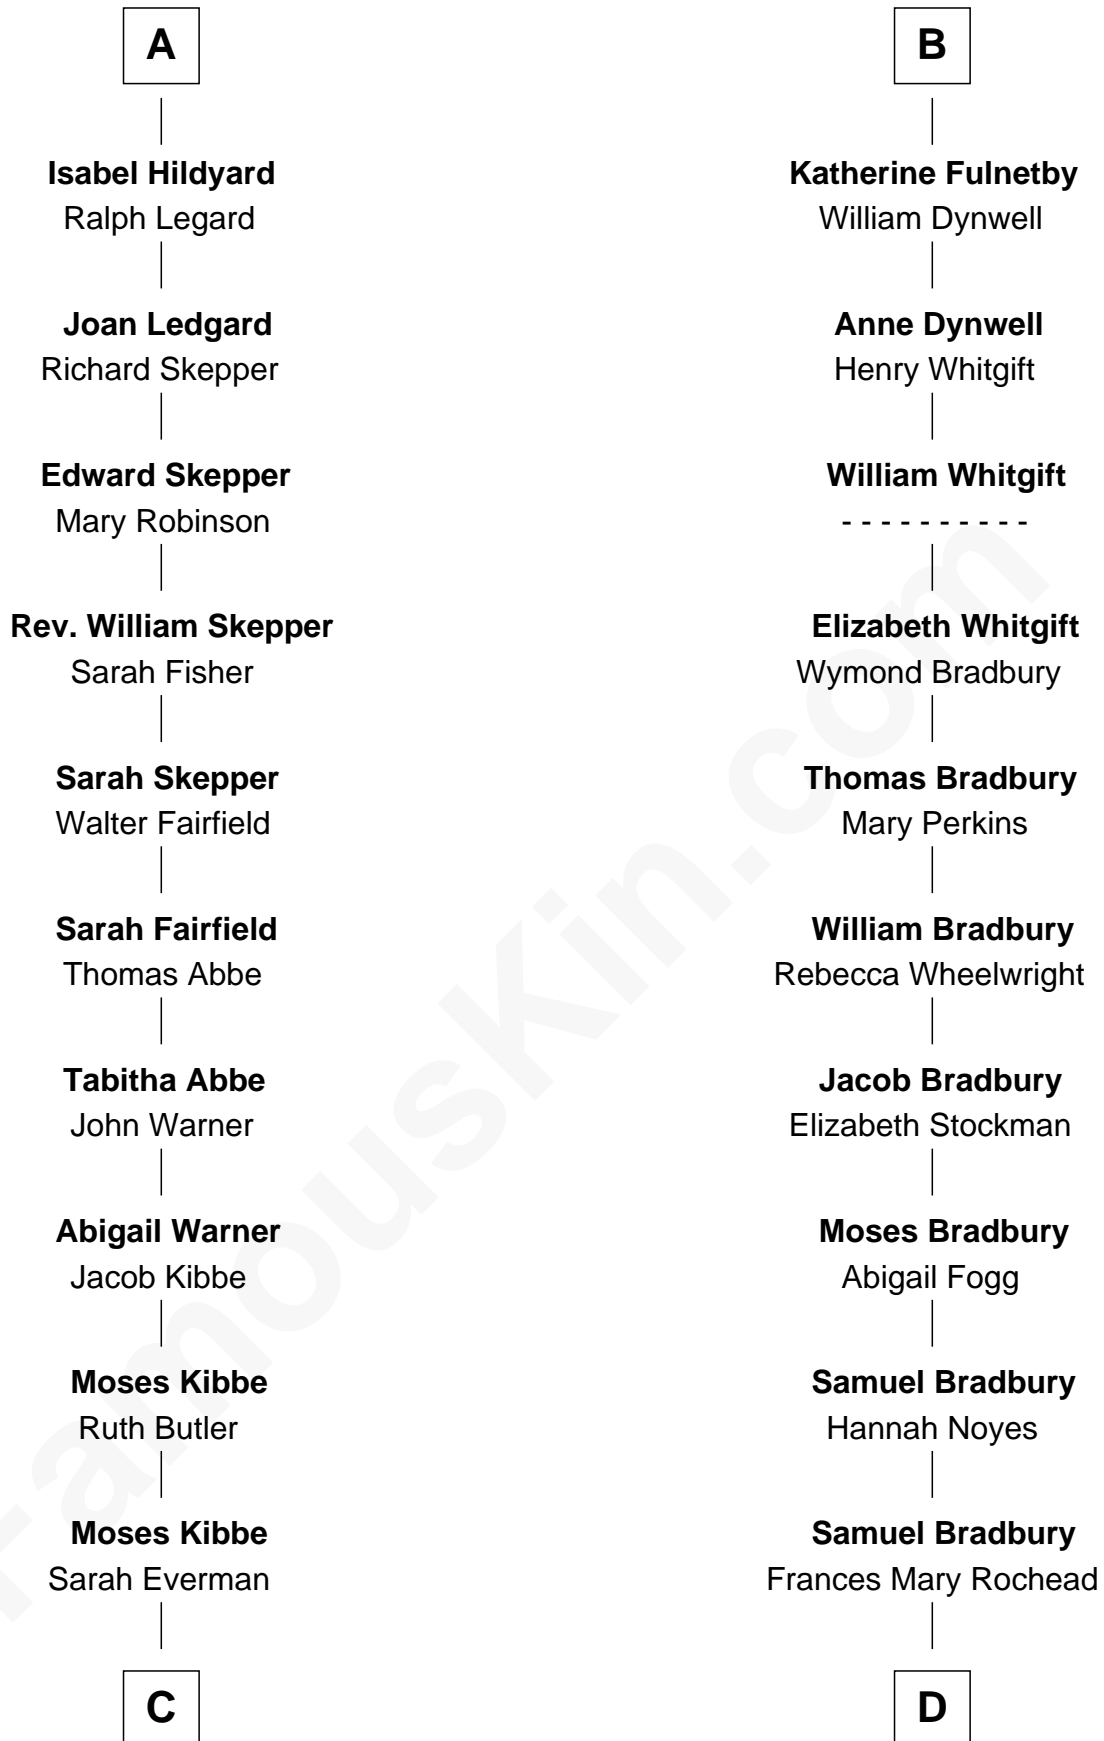 A
Isabel Hildyard
Ralph Legard
Joan Ledgard
Richard Skepper
Edward Skepper
Mary Robinson
Rev. William Skepper
Sarah Fisher
Sarah Skepper
Walter Fairfield
Sarah Fairfield
Thomas Abbe
Tabitha Abbe
John Warner
Abigail Warner
Jacob Kibbe
Moses Kibbe
Ruth Butler
Moses Kibbe
Sarah Everman
C
B
Katherine Fulnetby
William Dynwell
Anne Dynwell
Henry Whitgift
William Whitgift
- - - - - - - - - -
Elizabeth Whitgift
Wymond Bradbury
Thomas Bradbury
Mary Perkins
William Bradbury
Rebecca Wheelwright
Jacob Bradbury
Elizabeth Stockman
Moses Bradbury
Abigail Fogg
Samuel Bradbury
Hannah Noyes
Samuel Bradbury
Frances Mary Rochead
D
FamousKin.com